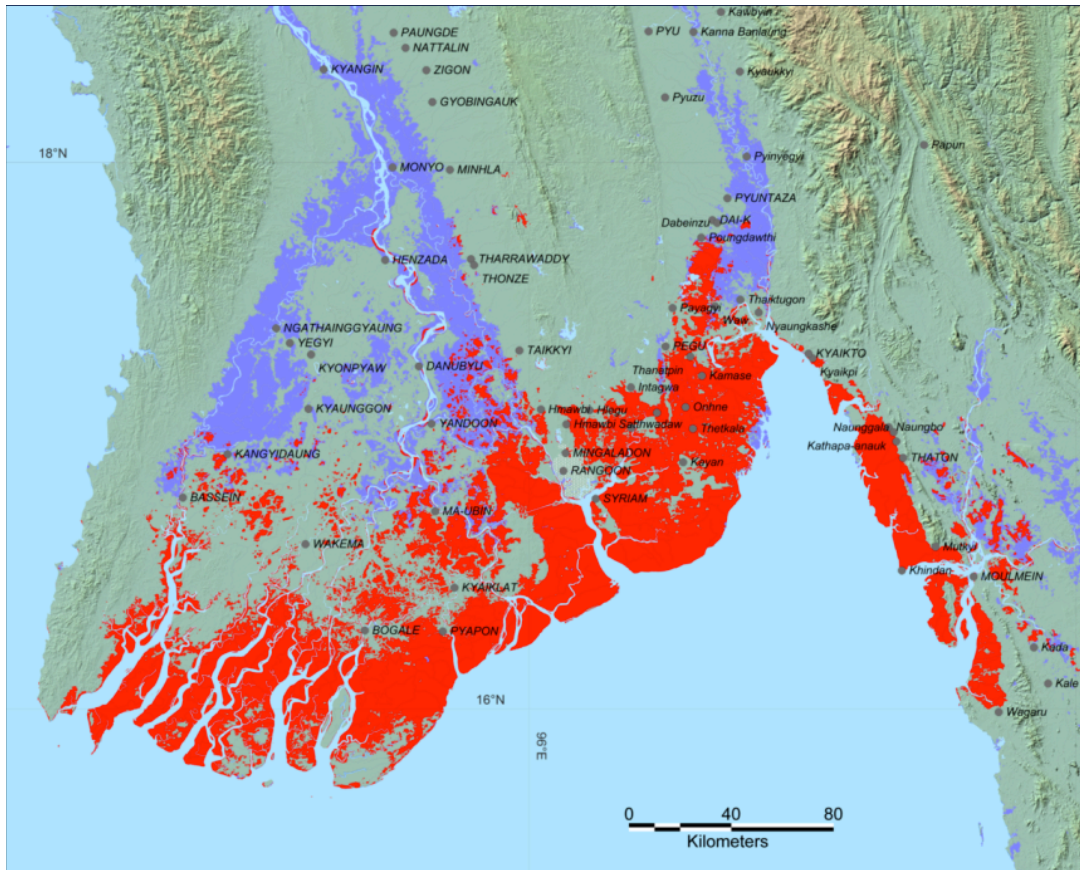 Kawbyin
PAUNGDE
PYU
Kanna Banlaung
NATTALIN
KYANGIN
ZIGON
Kyaukkyi
GYOBINGAUK
Pyuzu
18°N
Papun
Pyinyegyi
MONYO
MINHLA
PYUNTAZA
Dabeinzu
DAI-K
Poungdawthi
HENZADA
THARRAWADDY
THONZE
Thaiktugon
Payagyi
Waw
Nyaungkashe
NGATHAINGGYAUNG
YEGYI
PEGU
TAIKKYI
KYAIKTO
KYONPYAW
DANUBYU
Thanatpin
Kyaikpi
Kamase
Intagwa
KYAUNGGON
Hmawbi
Hlegu
Onhne
YANDOON
Hmawbi Sathwadaw
Thetkala
Naunggala
Naungbo
Kathapa-anauk
KANGYIDAUNG
MINGALADON
THATON
RANGOON
Kayan
BASSEIN
SYRIAM
MA-UBIN
WAKEMA
Mutkyi
Khindan
MOULMEIN
KYAIKLAT
BOGALE
PYAPON
Kada
Kale
16°N
Wagaru
96°E
0 40 80
Kilometers